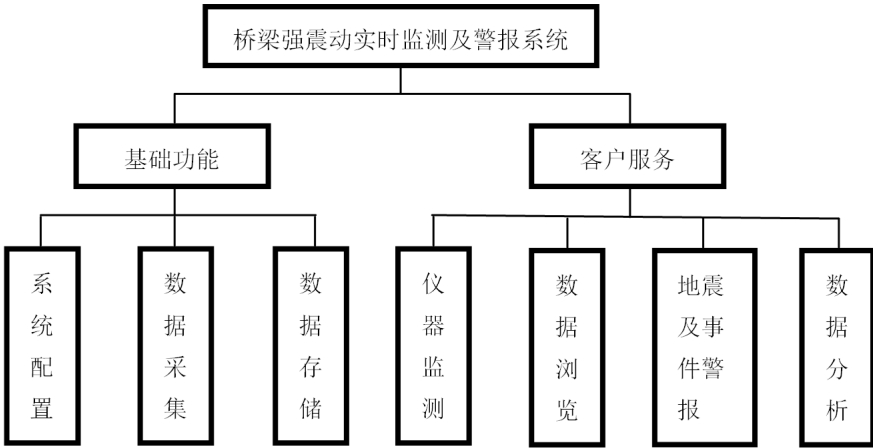 桥梁强震动实时监测及警报系统
基础功能
客户服务
系统配置
数据采集
数据存储
仪器监测
数据浏览
地震及事件警报
数据分析